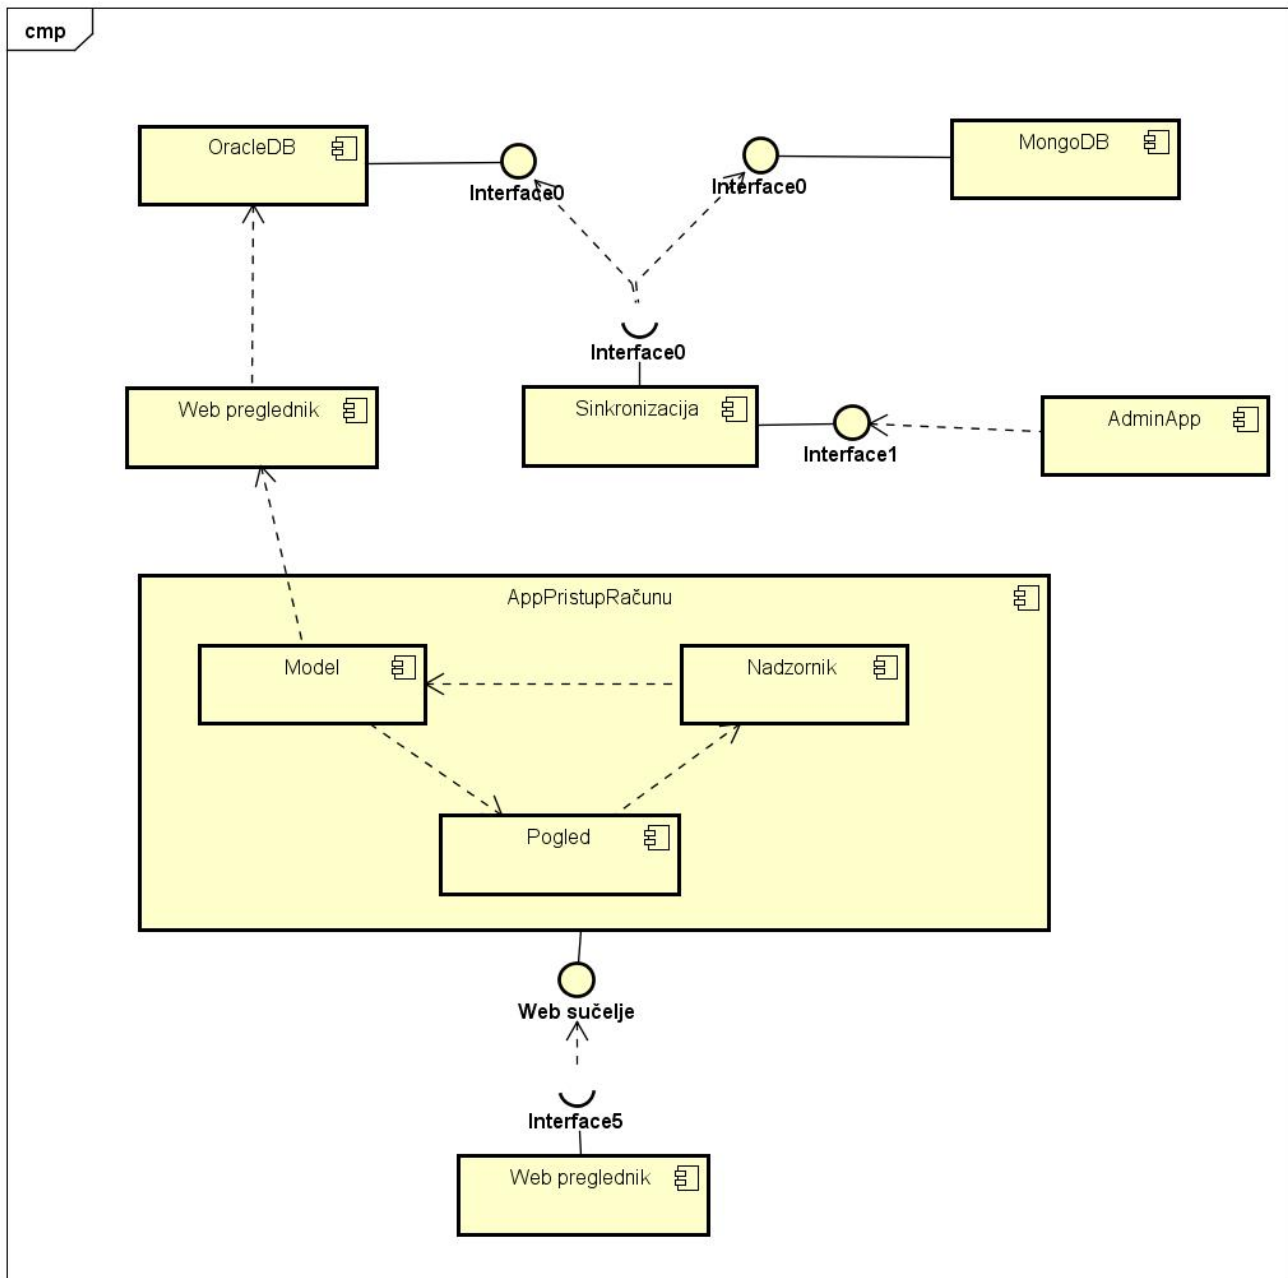 cmp
OracleDB
MongoDB
Interface0
Interface0
Interface0
Web preglednik
Sinkronizacija
AdminApp
Interface1
AppPristupRačunu
Model
Nadzornik
Pogled
Web sučelje
Interface5
Web preglednik